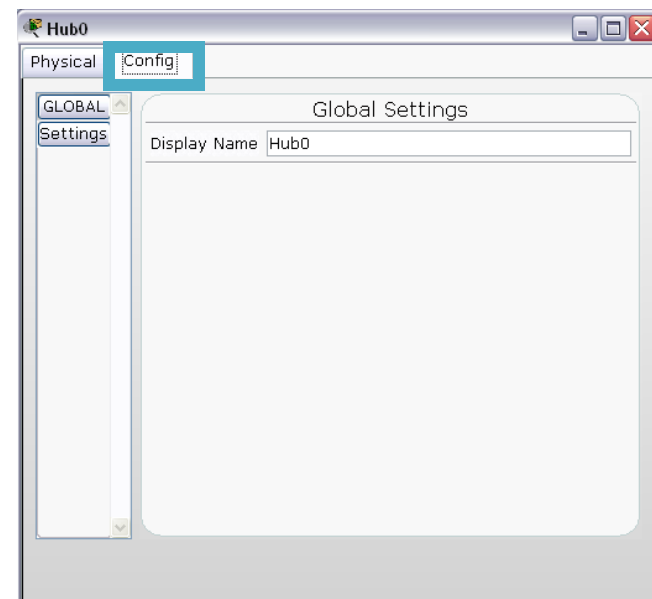 Hub0
Physical Config
GLOBAL
Settings
Global Settings
Display Name Hub0